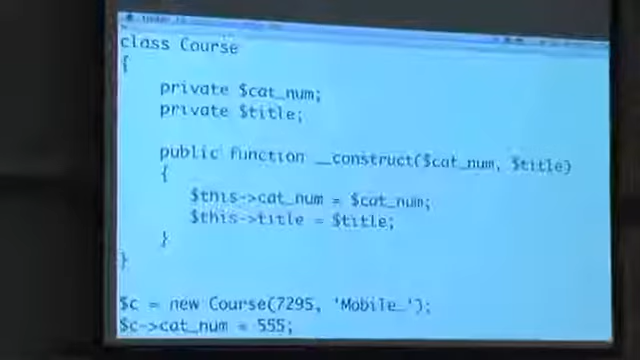 class Course
{
private $cat_num;
private $title;
public function __construct($cat_num, $title)
{
$this->cat_num = $cat_num;
$this->title = $title;
}
}
$c = new Course(7295, 'Mobile_');
$c->cat_num = 555;